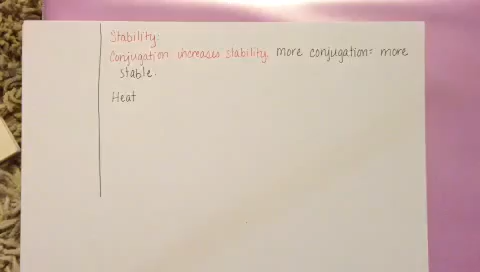 Stability:
Conjugation increases stability, more conjugation= more
stable.
Heat